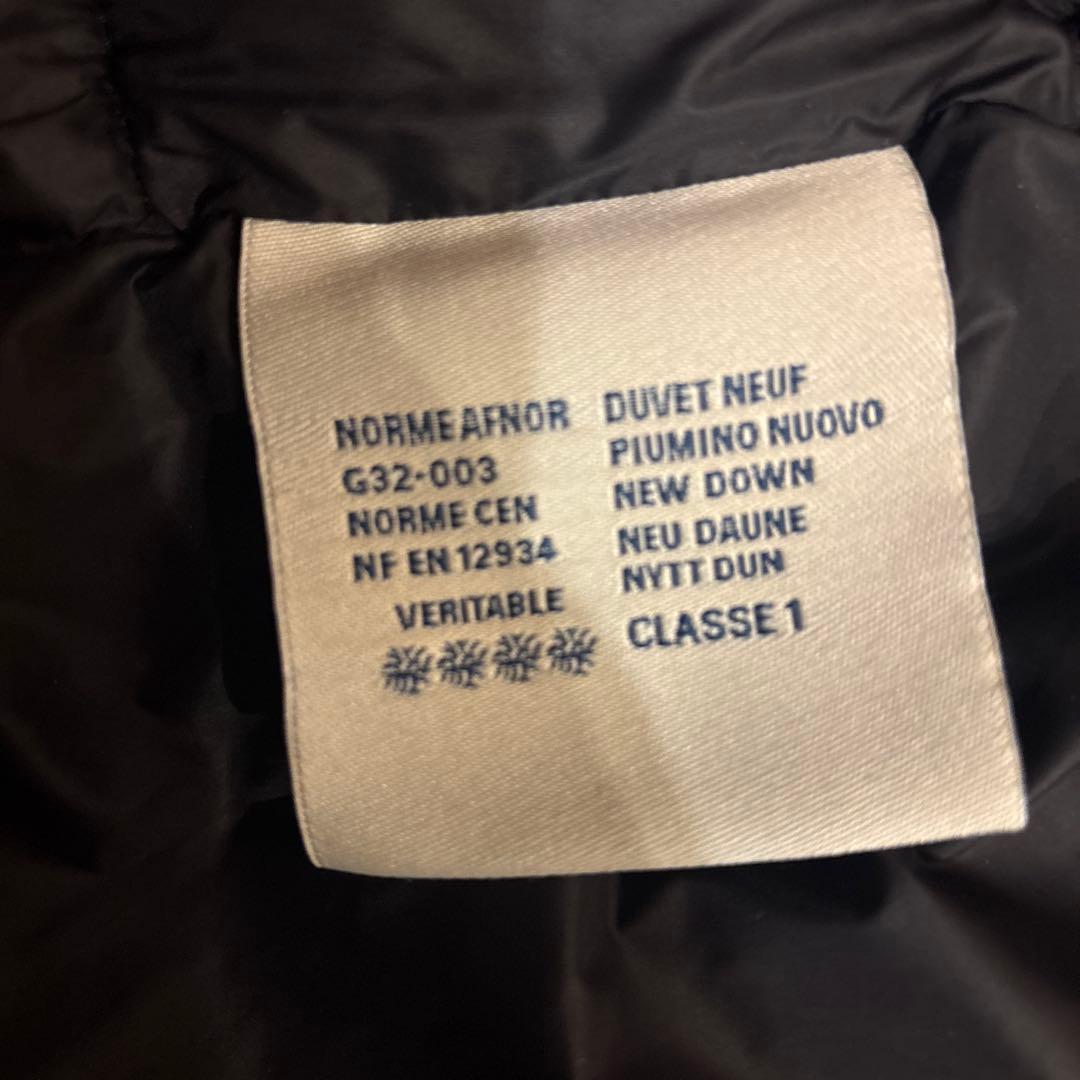 NORME AFNOR
G32-003
NORME CEN
NF EN 12934
VERITABLE
DUVET NEUF
PIUMINO NUOVO
NEW DOWN
NEU DAUNE
NYTT DUN
CLASSE 1